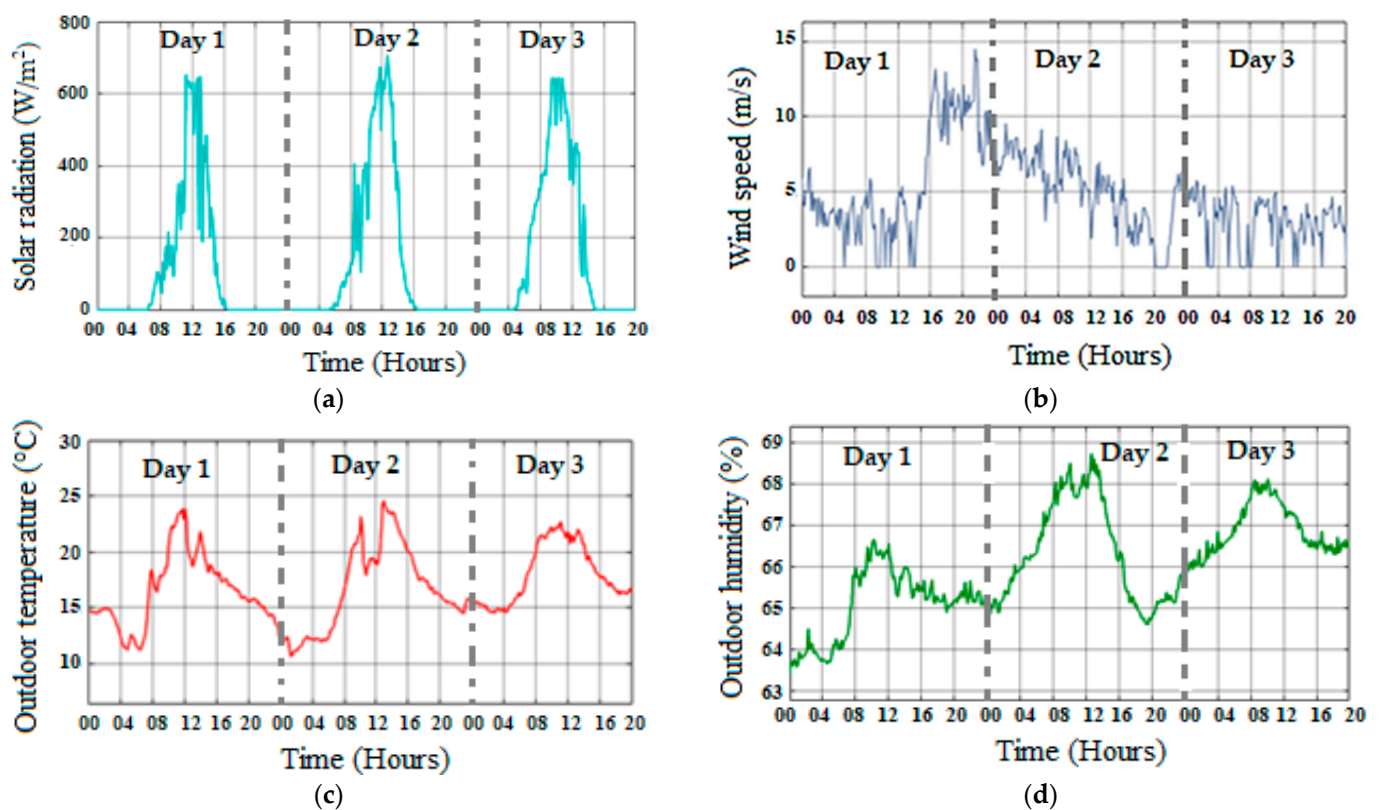 Solar radiation (W/m²)
800
600
400
200
0
Day 1 Day 2 Day 3
00 04 08 12 16 20 00 04 08 12 16 20 00 04 08 12 16 20
Time (Hours)
(a)
Wind speed (m/s)
15
10
5
0
Day 1 Day 2 Day 3
00 04 08 12 16 20 00 04 08 12 16 20 00 04 08 12 16 20
Time (Hours)
(b)
Outdoor temperature (°C)
30
25
20
15
10
Day 1 Day 2 Day 3
00 04 08 12 16 20 00 04 08 12 16 20 00 04 08 12 16 20
Time (Hours)
(c)
Outdoor humidity (%)
69
68
67
66
65
64
63
Day 1 Day 2 Day 3
00 04 08 12 16 20 00 04 08 12 16 20 00 04 08 12 16 20
Time (Hours)
(d)